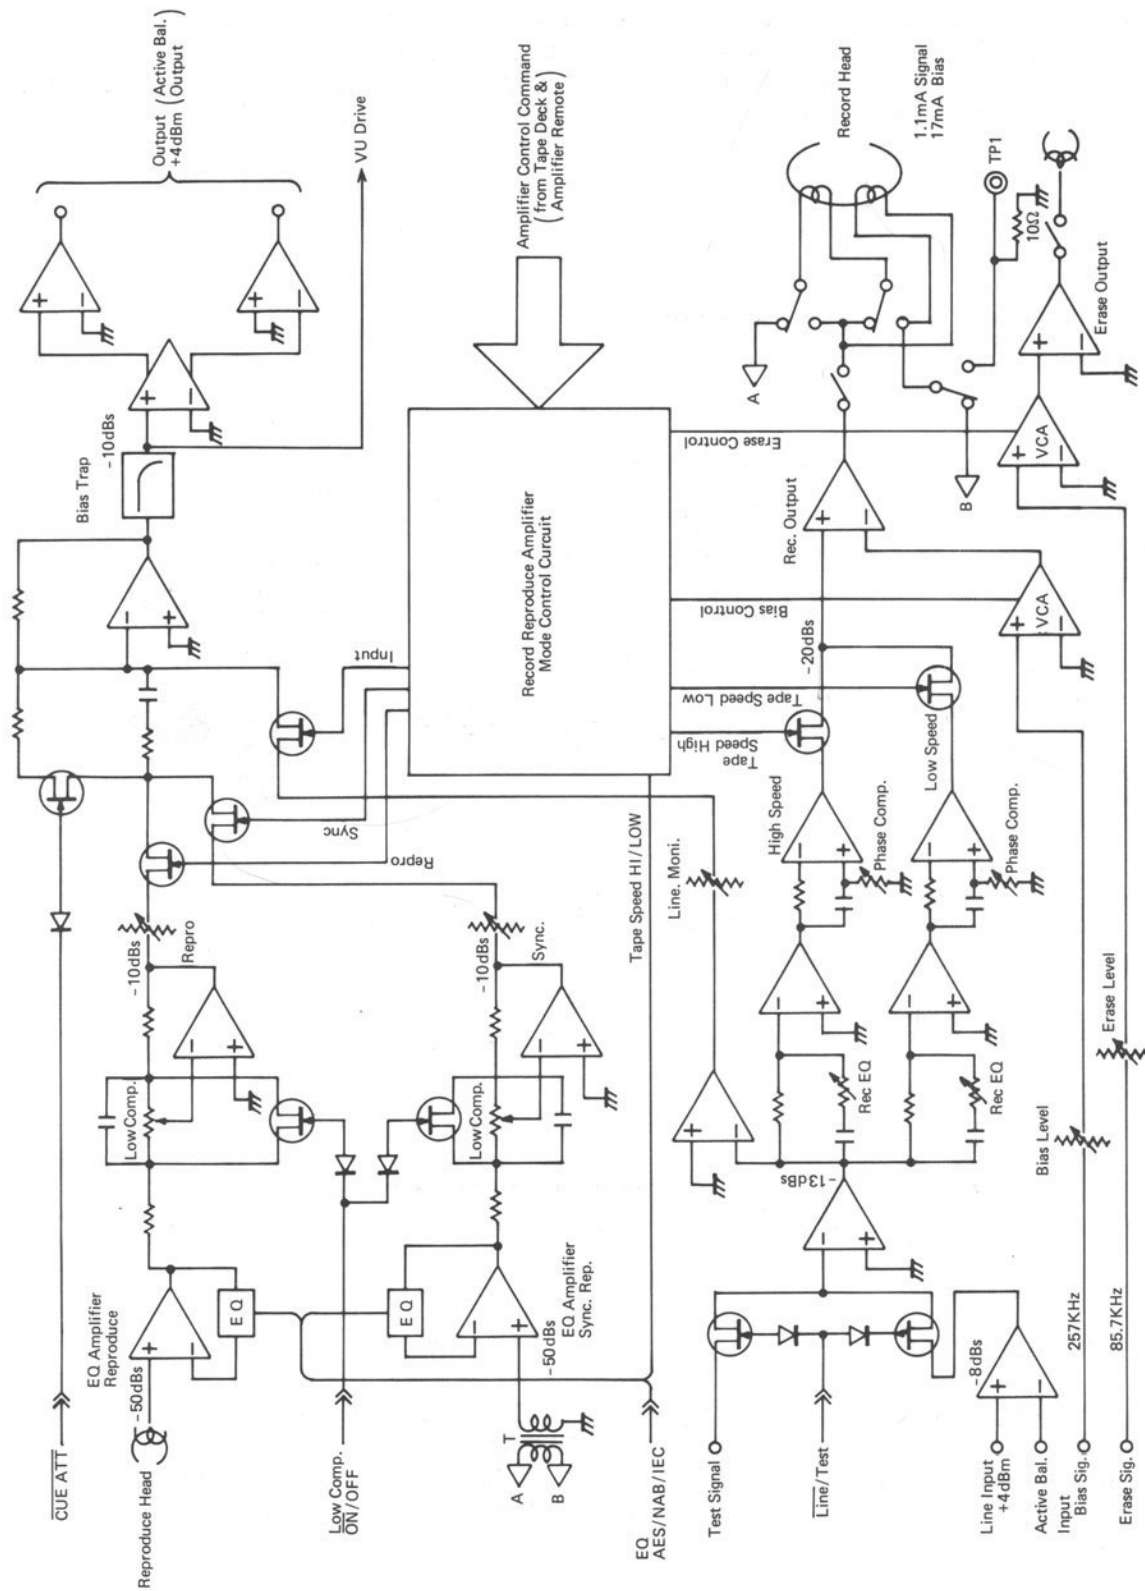 CUE ATT
Reproduce Head
-50dBs
EQ Amplifier
Reproduce
EQ
Low Comp.
-10dBs
Repro
Bias Trap
-10dBs
Output
+4dBm
(Active Bal.
Output
VU Drive
Low Comp.
ON/OFF
A
B
T
-50dBs
EQ Amplifier
Sync. Rep.
EQ
Low Comp.
-10dBs
Sync.
Repro
Sync
Input
Record Reproduce Amplifier
Mode Control Curcuit
Amplifier Control Command
(from Tape Deck &
Amplifier Remote)
EQ
AES/NAB/IEC
Tape Speed HI/LOW
Tape
Speed High
Tape Speed Low
Bias Control
Erase Control
Line. Moni.
Test Signal
Line/Test
-8dBs
Line Input
+4dBm
Active Bal.
Input
-13dBs
Rec EQ
Rec EQ
High Speed
Phase Comp.
Low Speed
Phase Comp.
-20dBs
Rec. Output
A
B
Record Head
1.1mA Signal
17mA Bias
TP1
10Ω
Bias Sig.
257KHz
Bias Level
VCA
Erase Sig.
85.7KHz
Erase Level
VCA
Erase Output